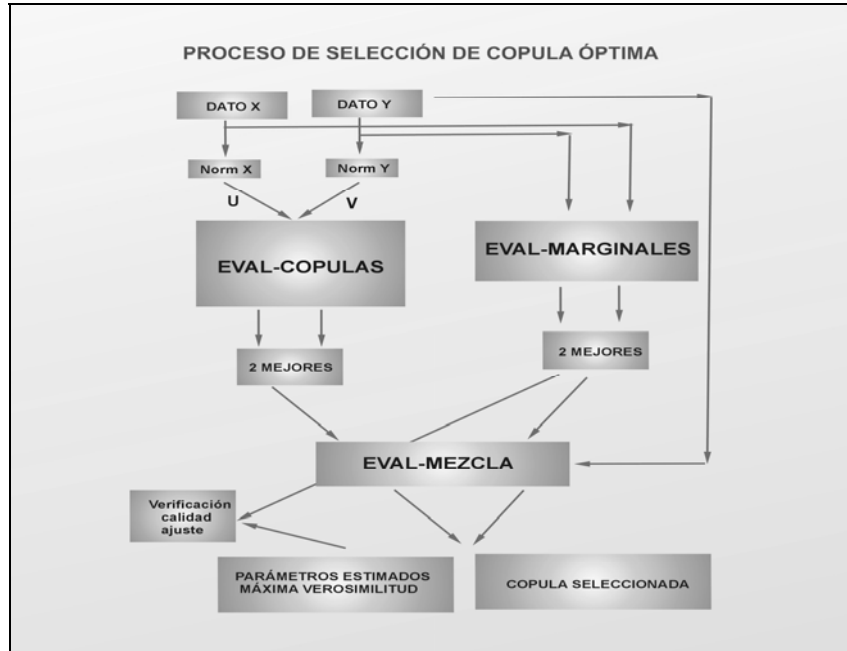 PROCESO DE SELECCIÓN DE COPULA ÓPTIMA
DATO X
DATO Y
Norm X
Norm Y
U
V
EVAL-COPULAS
EVAL-MARGINALES
2 MEJORES
2 MEJORES
EVAL-MEZCLA
Verificación
calidad
ajuste
PARÁMETROS ESTIMADOS
MÁXIMA VEROSIMILITUD
COPULA SELECCIONADA